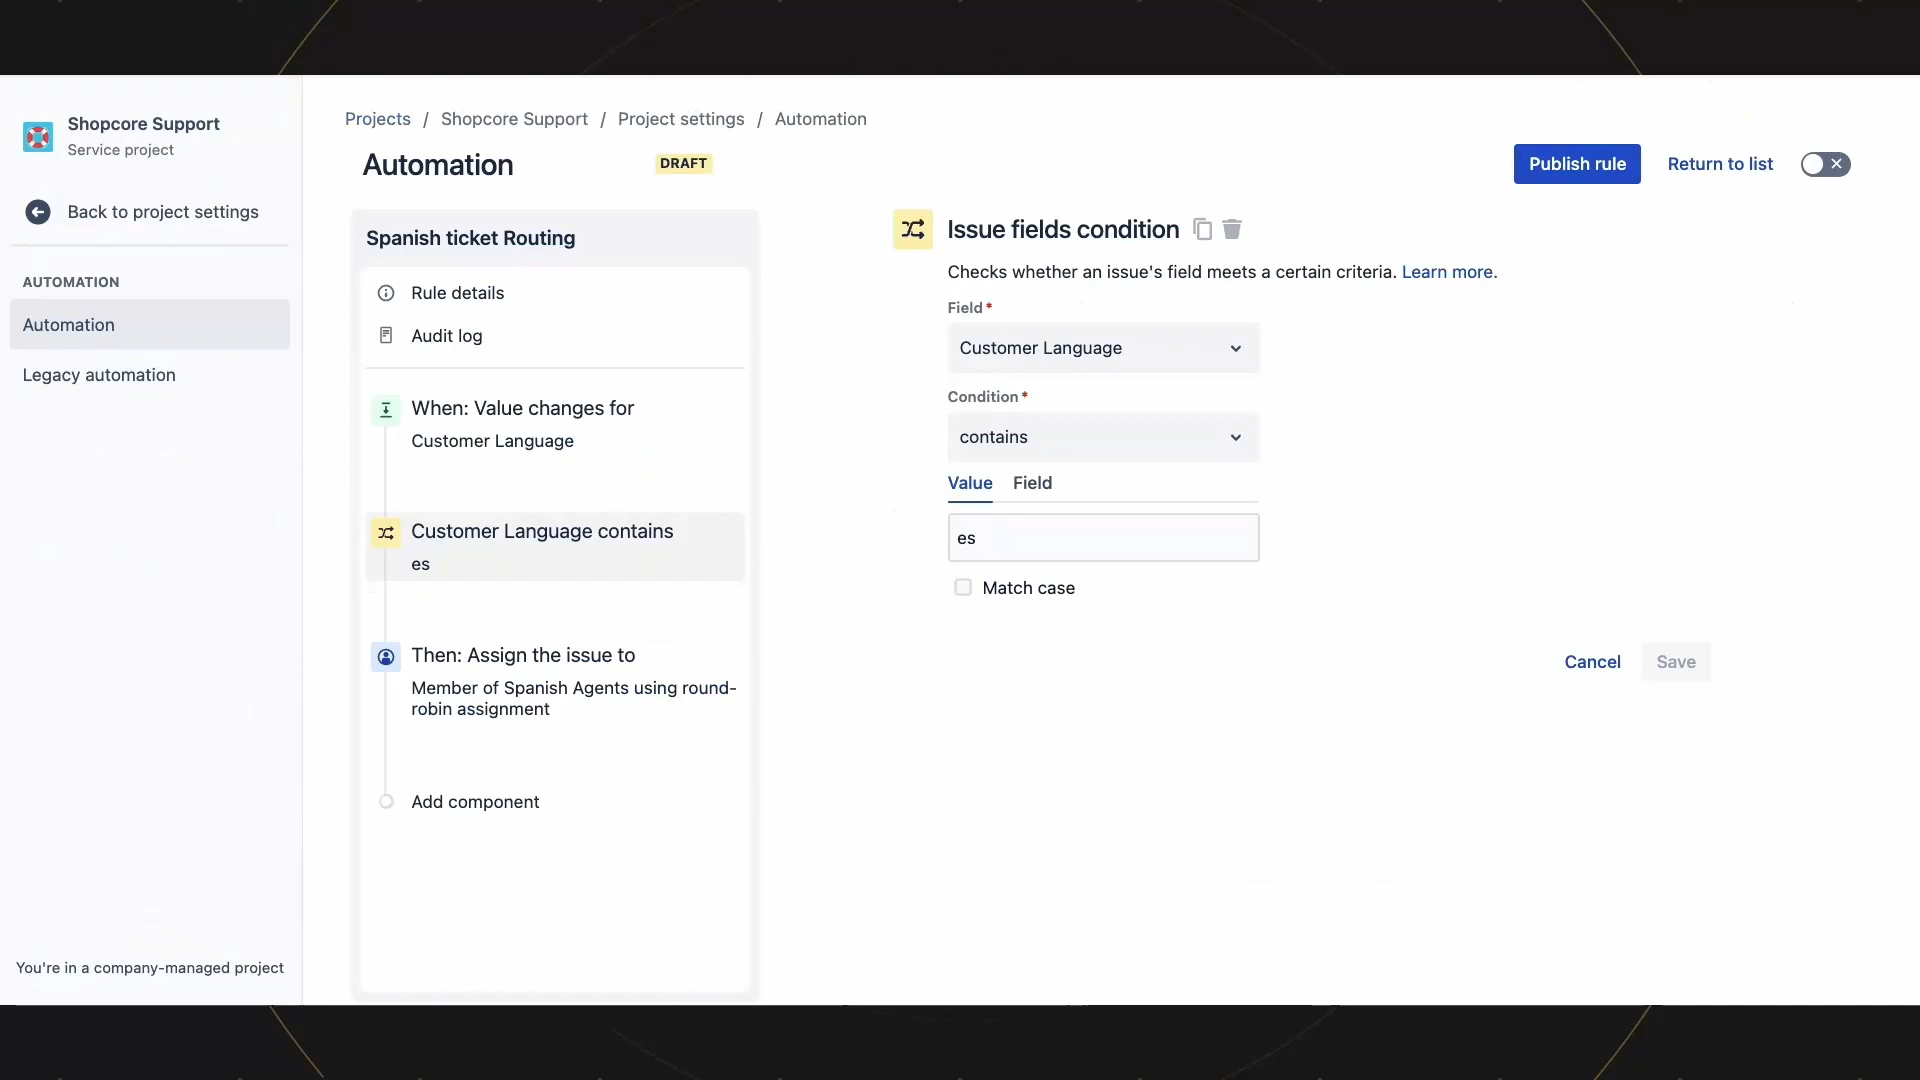 Shopcore Support
Service project
Back to project settings
AUTOMATION
Automation
Legacy automation
You're in a company-managed project
Projects / Shopcore Support / Project settings / Automation
Automation
DRAFT
Publish rule
Return to list
Spanish ticket Routing
Rule details
Audit log
When: Value changes for
Customer Language
Customer Language contains
es
Then: Assign the issue to
Member of Spanish Agents using round-
robin assignment
Add component
Issue fields condition
Checks whether an issue's field meets a certain criteria. Learn more.
Field*
Customer Language
Condition*
contains
Value Field
es
Match case
Cancel Save